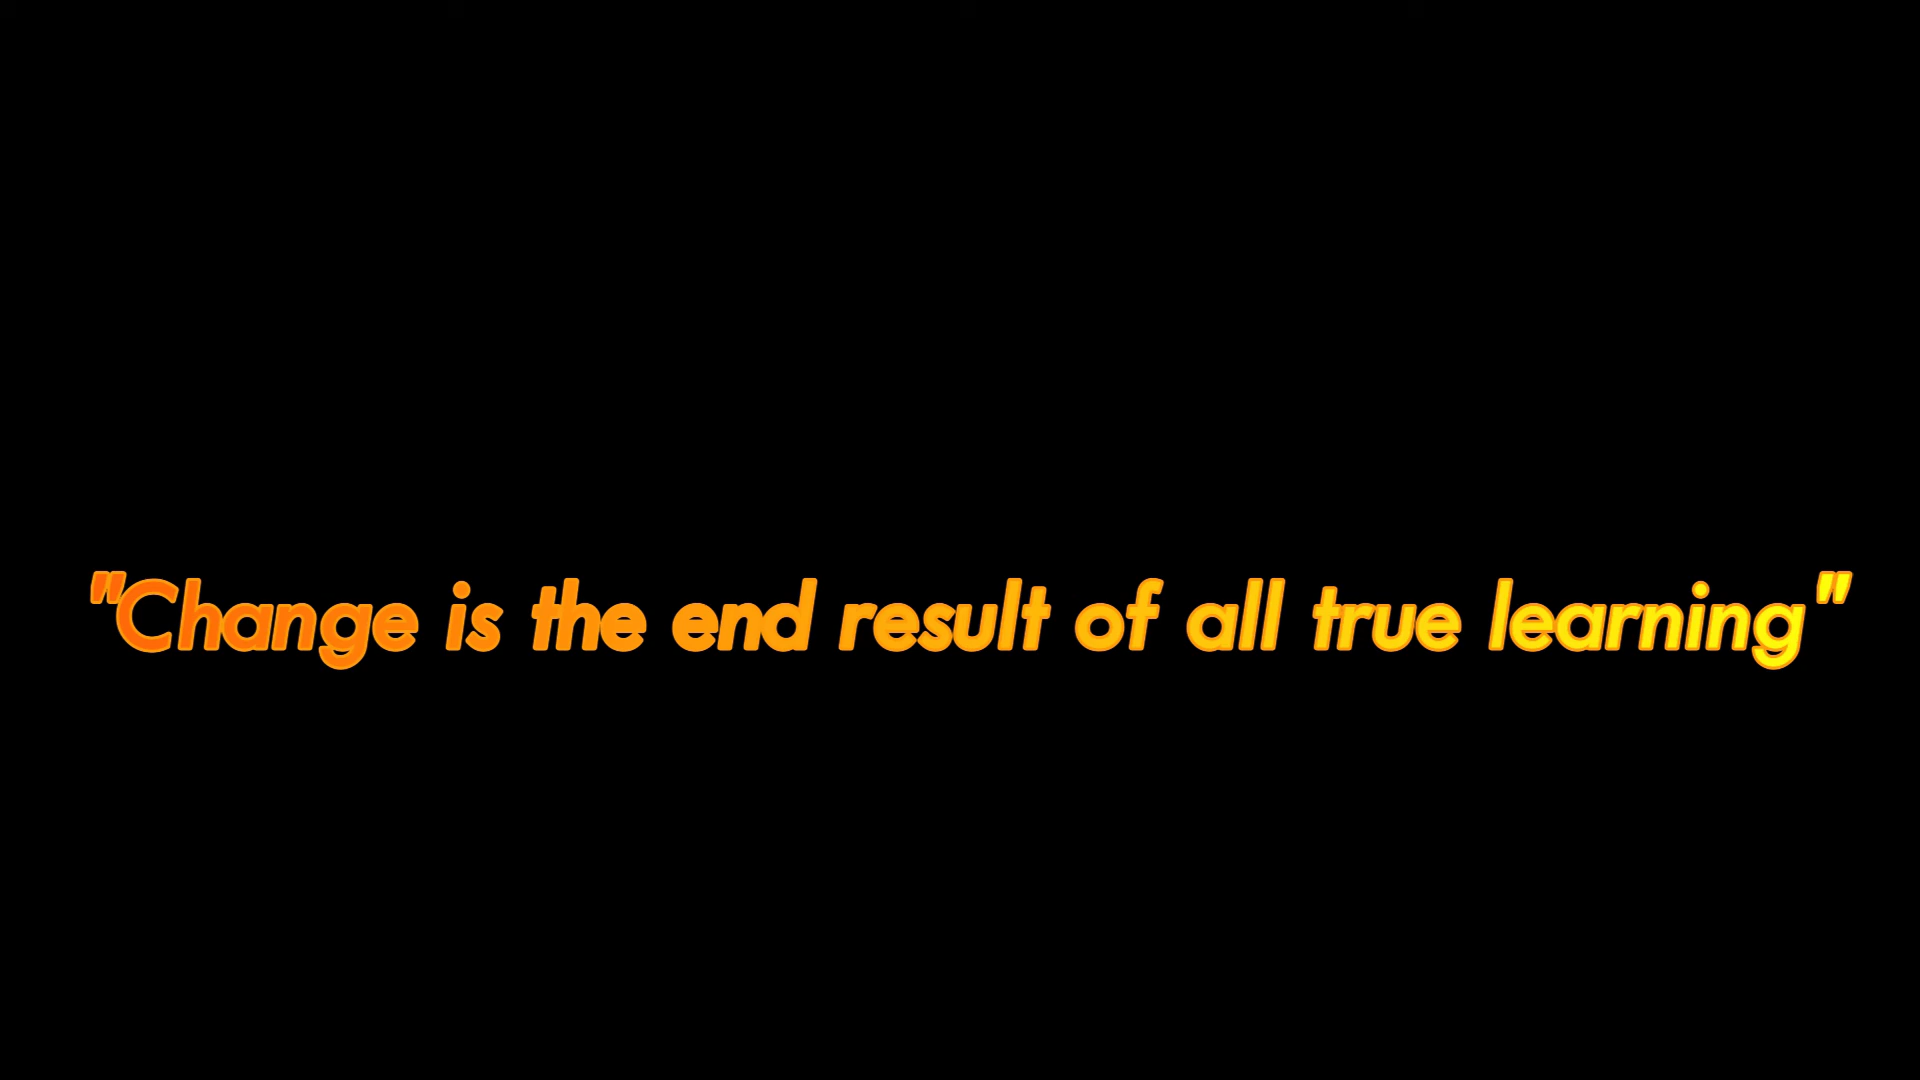 "Change is the end result of all true learning"